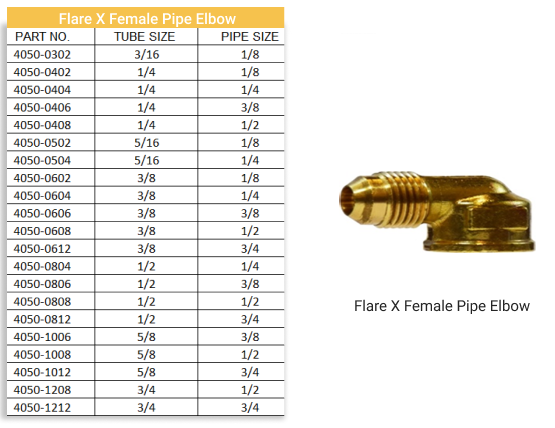 Flare X Female Pipe Elbow
PART NO. TUBE SIZE PIPE SIZE
4050-0302 3/16 1/8
4050-0402 1/4 1/8
4050-0404 1/4 1/4
4050-0406 1/4 3/8
4050-0408 1/4 1/2
4050-0502 5/16 1/8
4050-0504 5/16 1/4
4050-0602 3/8 1/8
4050-0604 3/8 1/4
4050-0606 3/8 3/8
4050-0608 3/8 1/2
4050-0612 3/8 3/4
4050-0804 1/2 1/4
4050-0806 1/2 3/8
4050-0808 1/2 1/2
4050-0812 1/2 3/4
4050-1006 5/8 3/8
4050-1008 5/8 1/2
4050-1012 5/8 3/4
4050-1208 3/4 1/2
4050-1212 3/4 3/4
Flare X Female Pipe Elbow